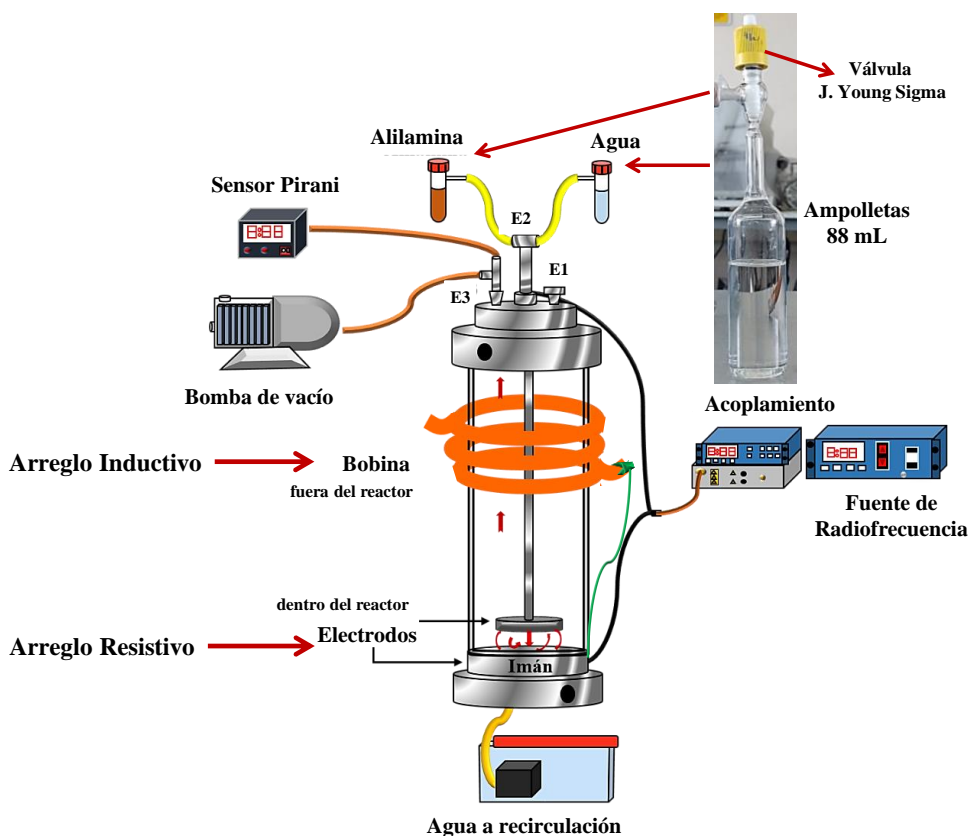 Válvula
J. Young Sigma
Alilamina
Agua
Sensor Pirani
E2
E1
E3
Ampolletas
88 mL
Bomba de vacío
Acoplamiento
Arreglo Inductivo
Bobina
fuera del reactor
Fuente de
Radiofrecuencia
dentro del reactor
Arreglo Resistivo
Electrodos
Imán
Agua a recirculación